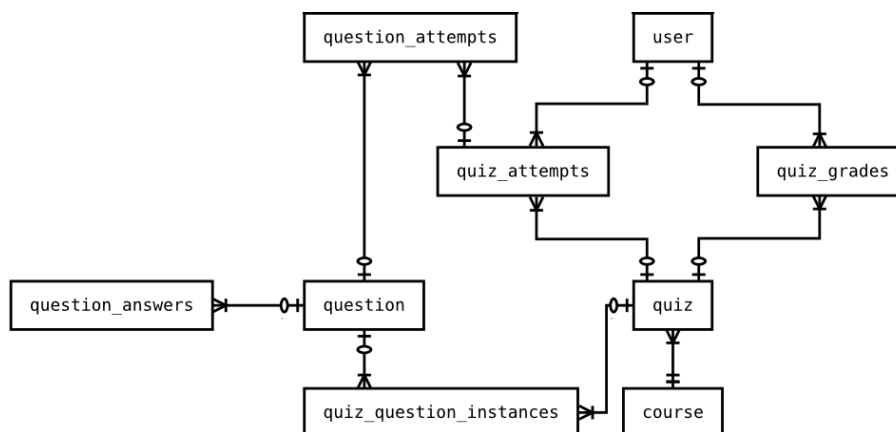 question_attempts
user
quiz_attempts
quiz_grades
question_answers
question
quiz
quiz_question_instances
course